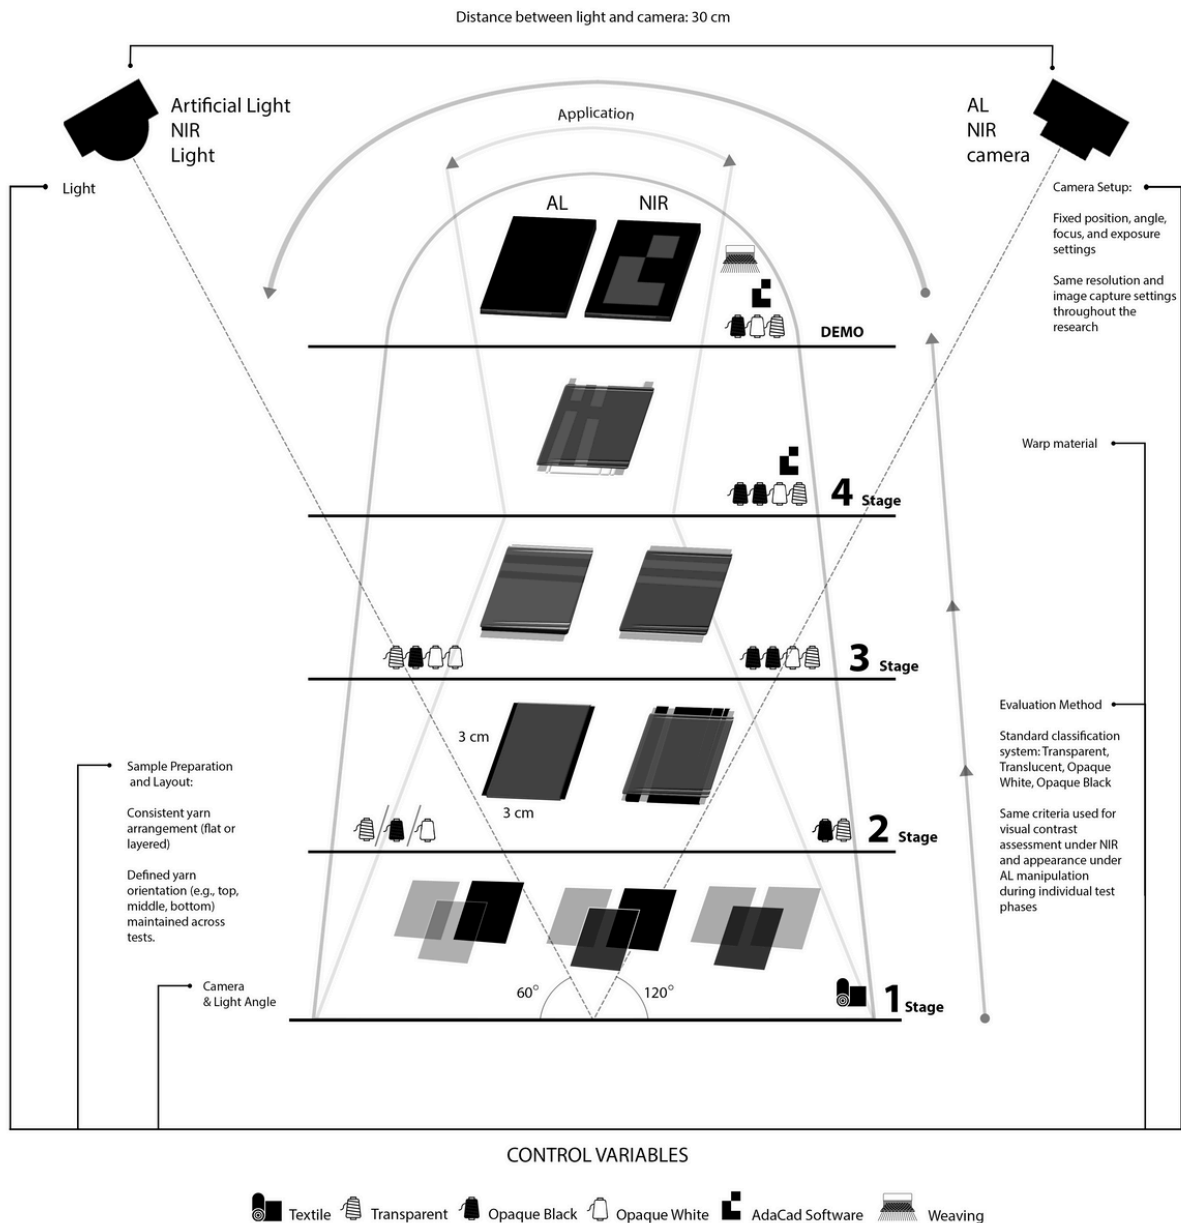 Distance between light and camera: 30 cm
Artificial Light
NIR
Light
Application
AL
NIR
camera
Light
Camera Setup:
Fixed position, angle,
focus, and exposure
settings
Same resolution and
image capture settings
throughout the
research
AL
NIR
DEMO
Warp material
4 Stage
3 Stage
Evaluation Method
Standard classification
system: Transparent,
Translucent, Opaque
White, Opaque Black
Same criteria used for
visual contrast
assessment under NIR
and appearance under
AL manipulation
during individual test
phases
3 cm
3 cm
2 Stage
Sample Preparation
and Layout:
Consistent yarn
arrangement (flat or
layered)
Defined yarn
orientation (e.g., top,
middle, bottom)
maintained across
tests.
Camera
& Light Angle
60°
120°
1 Stage
CONTROL VARIABLES
Textile
Transparent
Opaque Black
Opaque White
AdaCad Software
Weaving